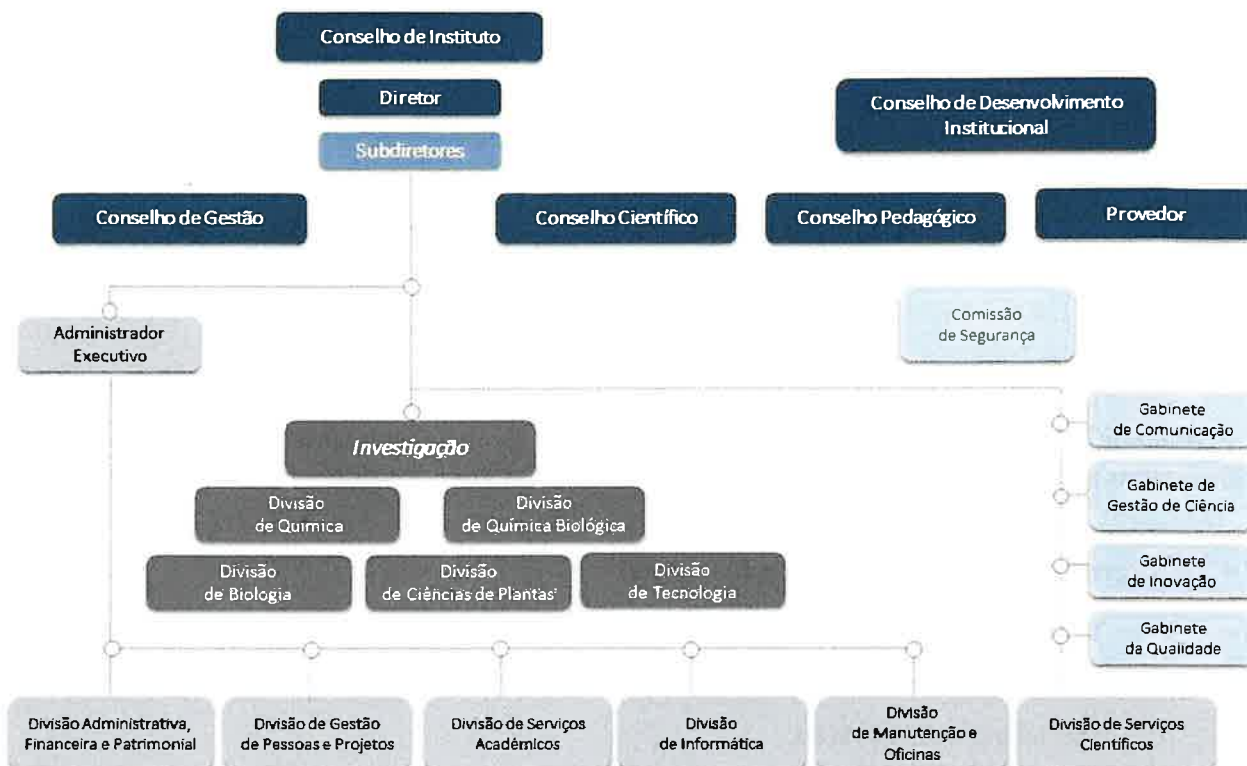 Conselho de Instituto
Diretor
Subdiretores
Conselho de Desenvolvimento
Institucional
Conselho de Gestão
Conselho Científico
Conselho Pedagógico
Provedor
Administrador
Executivo
Comissão
de Segurança
Investigação
Divisão
de Química
Divisão
de Química Biológica
Divisão
de Biologia
Divisão
de Ciências de Plantas
Divisão
de Tecnologia
Gabinete
de Comunicação
Gabinete de
Gestão de Ciência
Gabinete
de Inovação
Gabinete
da Qualidade
Divisão Administrativa,
Financeira e Patrimonial
Divisão de Gestão
de Pessoas e Projetos
Divisão de Serviços
Académicos
Divisão
de Informática
Divisão
de Manutenção e
Oficinas
Divisão de Serviços
Científicos